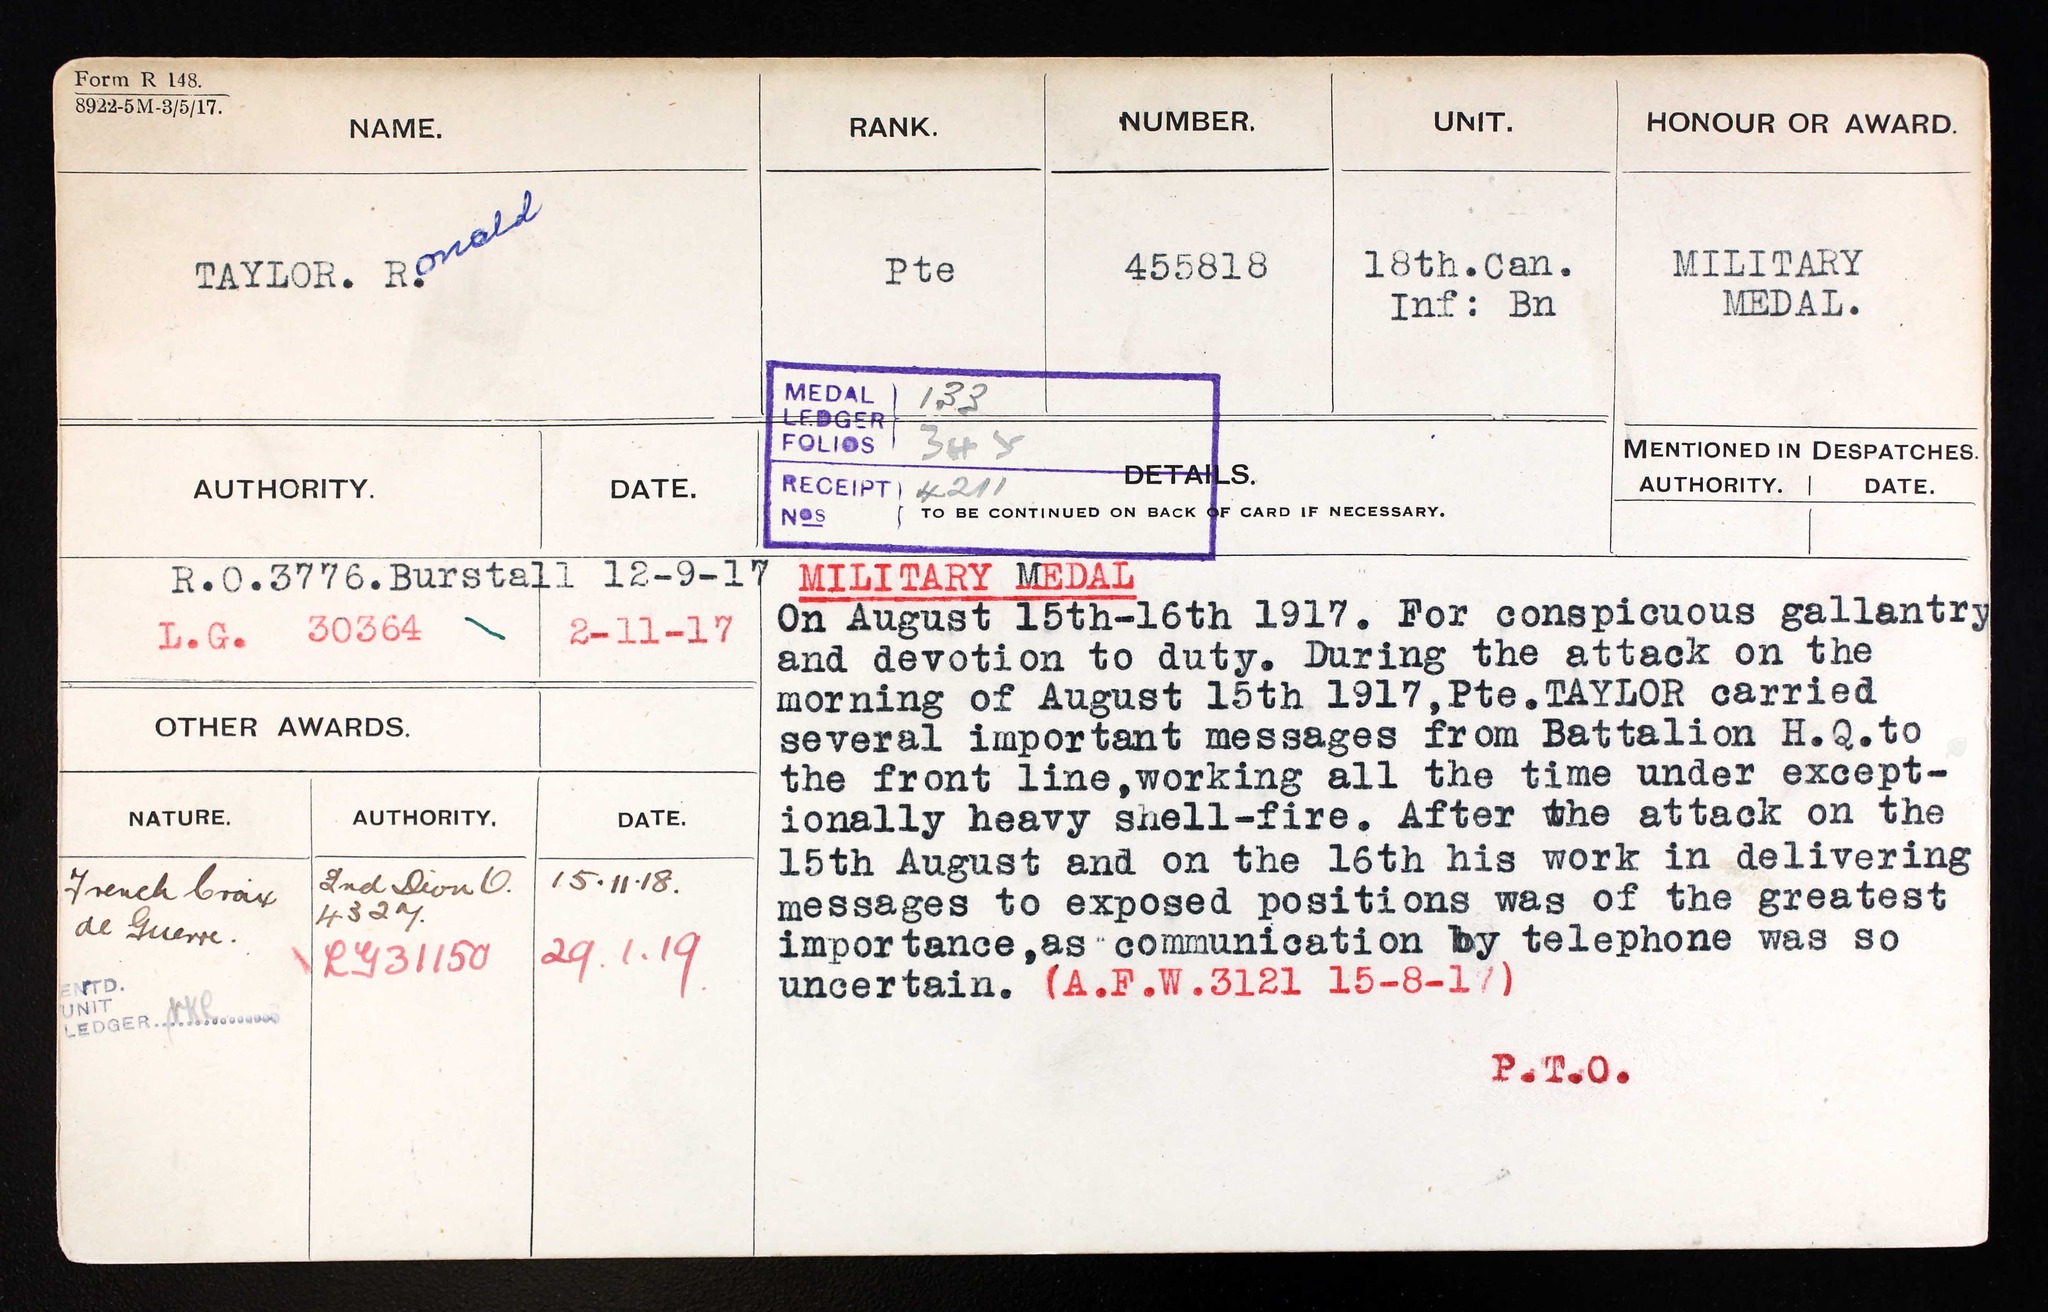 Form R 148.
8922-5M-3/5/17.
NAME.
RANK.
NUMBER.
UNIT.
HONOUR OR AWARD.
TAYLOR. R.onald
Pte
455818
18th.Can.
Inf: Bn
MILITARY
MEDAL.
MEDAL
LEDGER
FOLIOS
133
RECEIPT
Nos
4211
AUTHORITY.
DATE.
DETAILS.
TO BE CONTINUED ON BACK OF CARD IF NECESSARY.
MENTIONED IN DESPATCHES.
AUTHORITY.
DATE.
R.O.3776.Burstall 12-9-17
L.G. 30364
2-11-17
OTHER AWARDS.
NATURE.
AUTHORITY.
DATE.
French Croix
de Guerre.
2nd Divn O.
4327.
15.11.18.
LG31150
29.1.19.
ENTD.
UNIT
LEDGER
MILITARY MEDAL
On August 15th-16th 1917. For conspicuous gallantry
and devotion to duty. During the attack on the
morning of August 15th 1917,Pte.TAYLOR carried
several important messages from Battalion H.Q.to
the front line,working all the time under except-
ionally heavy shell-fire. After the attack on the
15th August and on the 16th his work in delivering
messages to exposed positions was of the greatest
importance,as communication by telephone was so
uncertain. (A.F.W.3121 15-8-17)
P.T.O.